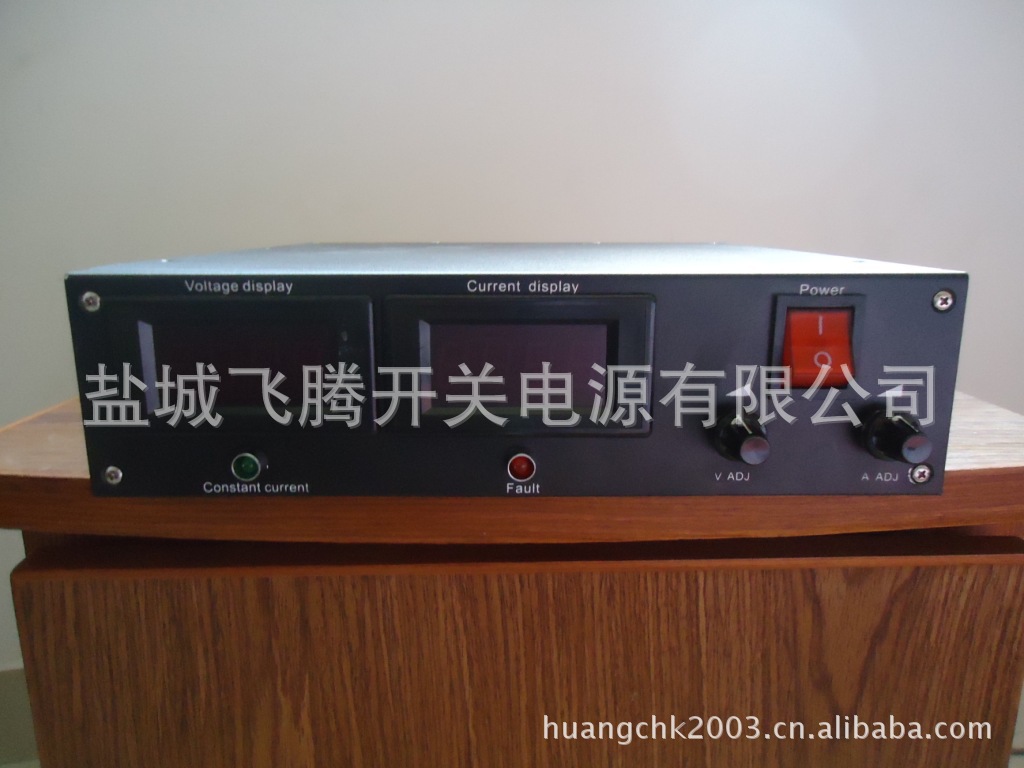 Voltage display
Current display
Power
盐城飞腾开关电源有限公司
Constant current
Fault
V ADJ
A ADJ
huangchk2003.cn.alibaba.com